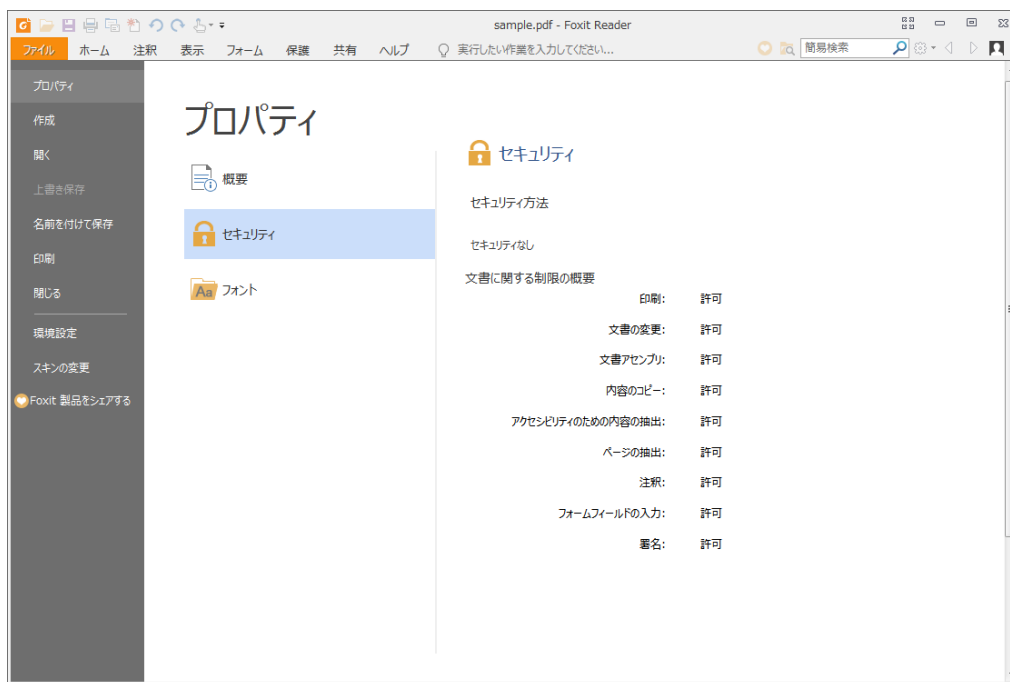 sample.pdf - Foxit Reader
ファイル ホーム 注釈 表示 フォーム 保護 共有 ヘルプ 実行したい作業を入力してください... 簡易検索
プロパティ
作成
開く
上書き保存
名前を付けて保存
印刷
閉じる
環境設定
スキンの変更
Foxit 製品をシェアする
プロパティ
概要
セキュリティ
Aa フォント
セキュリティ
セキュリティ方法
セキュリティなし
文書に関する制限の概要
印刷: 許可
文書の変更: 許可
文書アセンブリ: 許可
内容のコピー: 許可
アクセシビリティのための内容の抽出: 許可
ページの抽出: 許可
注釈: 許可
フォームフィールドの入力: 許可
署名: 許可